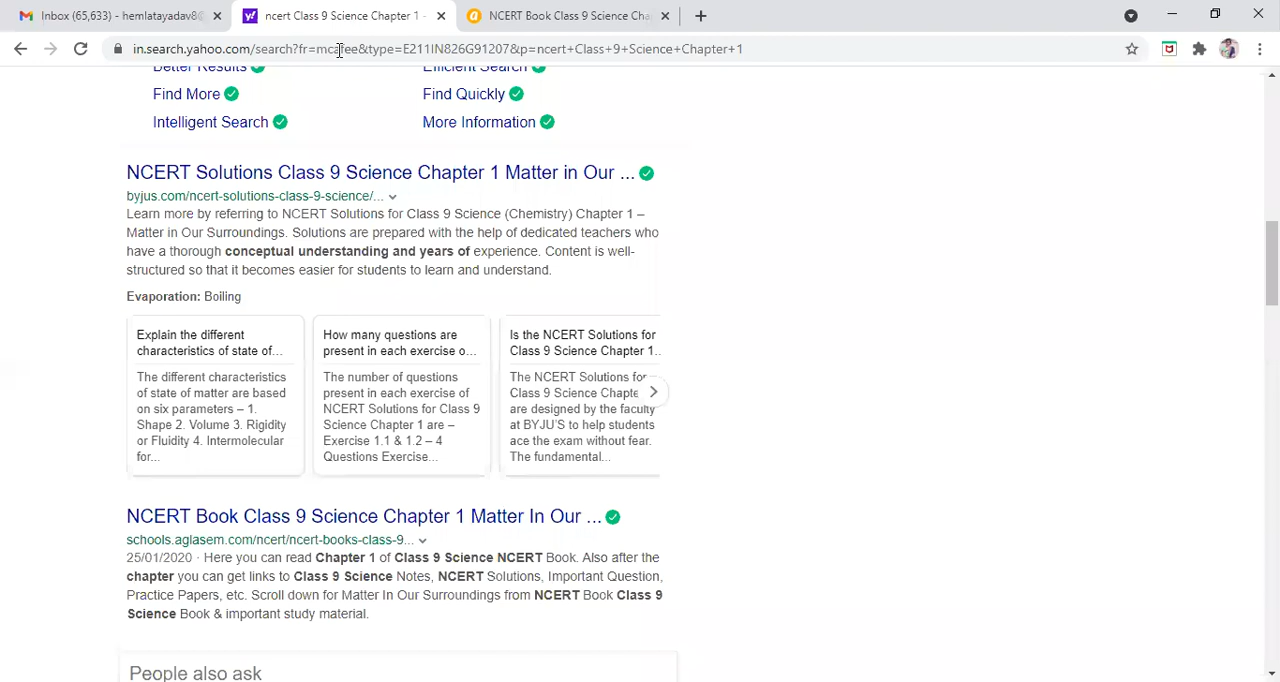 Inbox (65,633) - hemlatayadav8@
ncert Class 9 Science Chapter 1 -
NCERT Book Class 9 Science Cha
in.search.yahoo.com/search?fr=mcafee&type=E211IN826G91207&p=ncert+Class+9+Science+Chapter+1
Better Results
Efficient Search
Find More
Find Quickly
Intelligent Search
More Information
NCERT Solutions Class 9 Science Chapter 1 Matter in Our ...
byjus.com/ncert-solutions-class-9-science/...
Learn more by referring to NCERT Solutions for Class 9 Science (Chemistry) Chapter 1 –
Matter in Our Surroundings. Solutions are prepared with the help of dedicated teachers who
have a thorough conceptual understanding and years of experience. Content is well-
structured so that it becomes easier for students to learn and understand.
Evaporation: Boiling
Explain the different
characteristics of state of...
The different characteristics
of state of matter are based
on six parameters – 1.
Shape 2. Volume 3. Rigidity
or Fluidity 4. Intermolecular
for...
How many questions are
present in each exercise o...
The number of questions
present in each exercise of
NCERT Solutions for Class 9
Science Chapter 1 are –
Exercise 1.1 & 1.2 – 4
Questions Exercise...
Is the NCERT Solutions for
Class 9 Science Chapter 1..
The NCERT Solutions for
Class 9 Science Chapte
are designed by the faculty
at BYJU'S to help students
ace the exam without fear.
The fundamental...
NCERT Book Class 9 Science Chapter 1 Matter In Our ...
schools.aglasem.com/ncert/ncert-books-class-9...
25/01/2020 · Here you can read Chapter 1 of Class 9 Science NCERT Book. Also after the
chapter you can get links to Class 9 Science Notes, NCERT Solutions, Important Question,
Practice Papers, etc. Scroll down for Matter In Our Surroundings from NCERT Book Class 9
Science Book & important study material.
People also ask